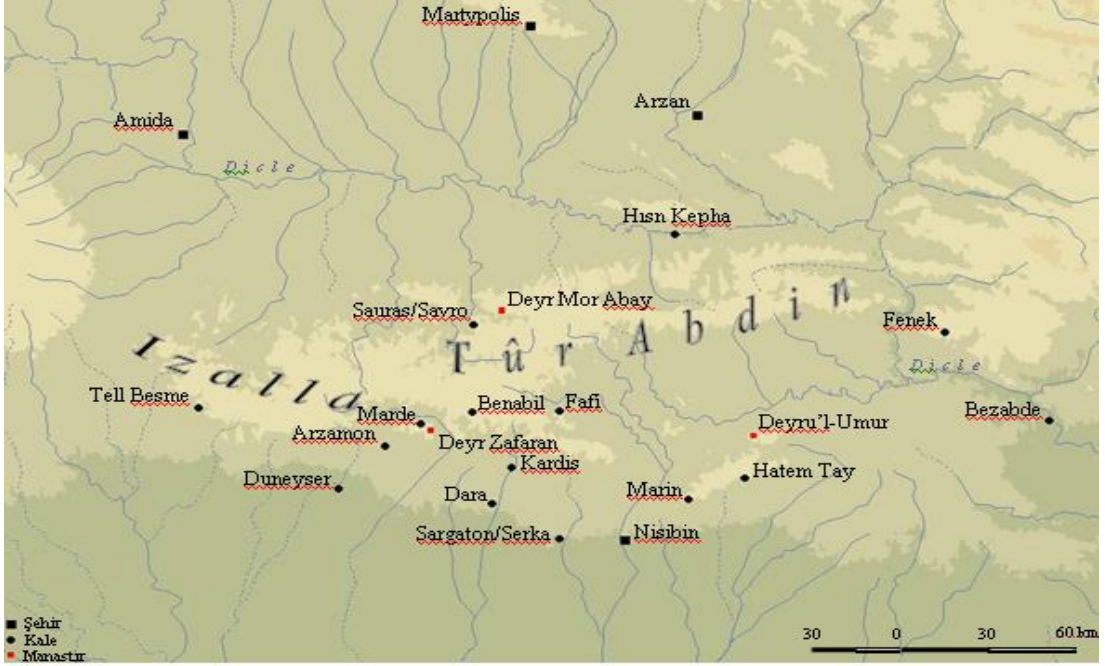 Martypolis
Arzan
Amida
Dicle
Hısn Kepha
Deyr Mor Abay
Sauras/Savro
Tûr Abdin
Fenek
Izalla
Dicle
Tell Besme
Benabil
Fafi
Marde
Bezabde
Deyru'l-Umur
Arzamon
Deyr Zafaran
Kardis
Hatem Tay
Duneyser
Dara
Marin
Sargaton/Serka
Nisibin
Şehir
Kale
Manastır
30 0 30 60 km